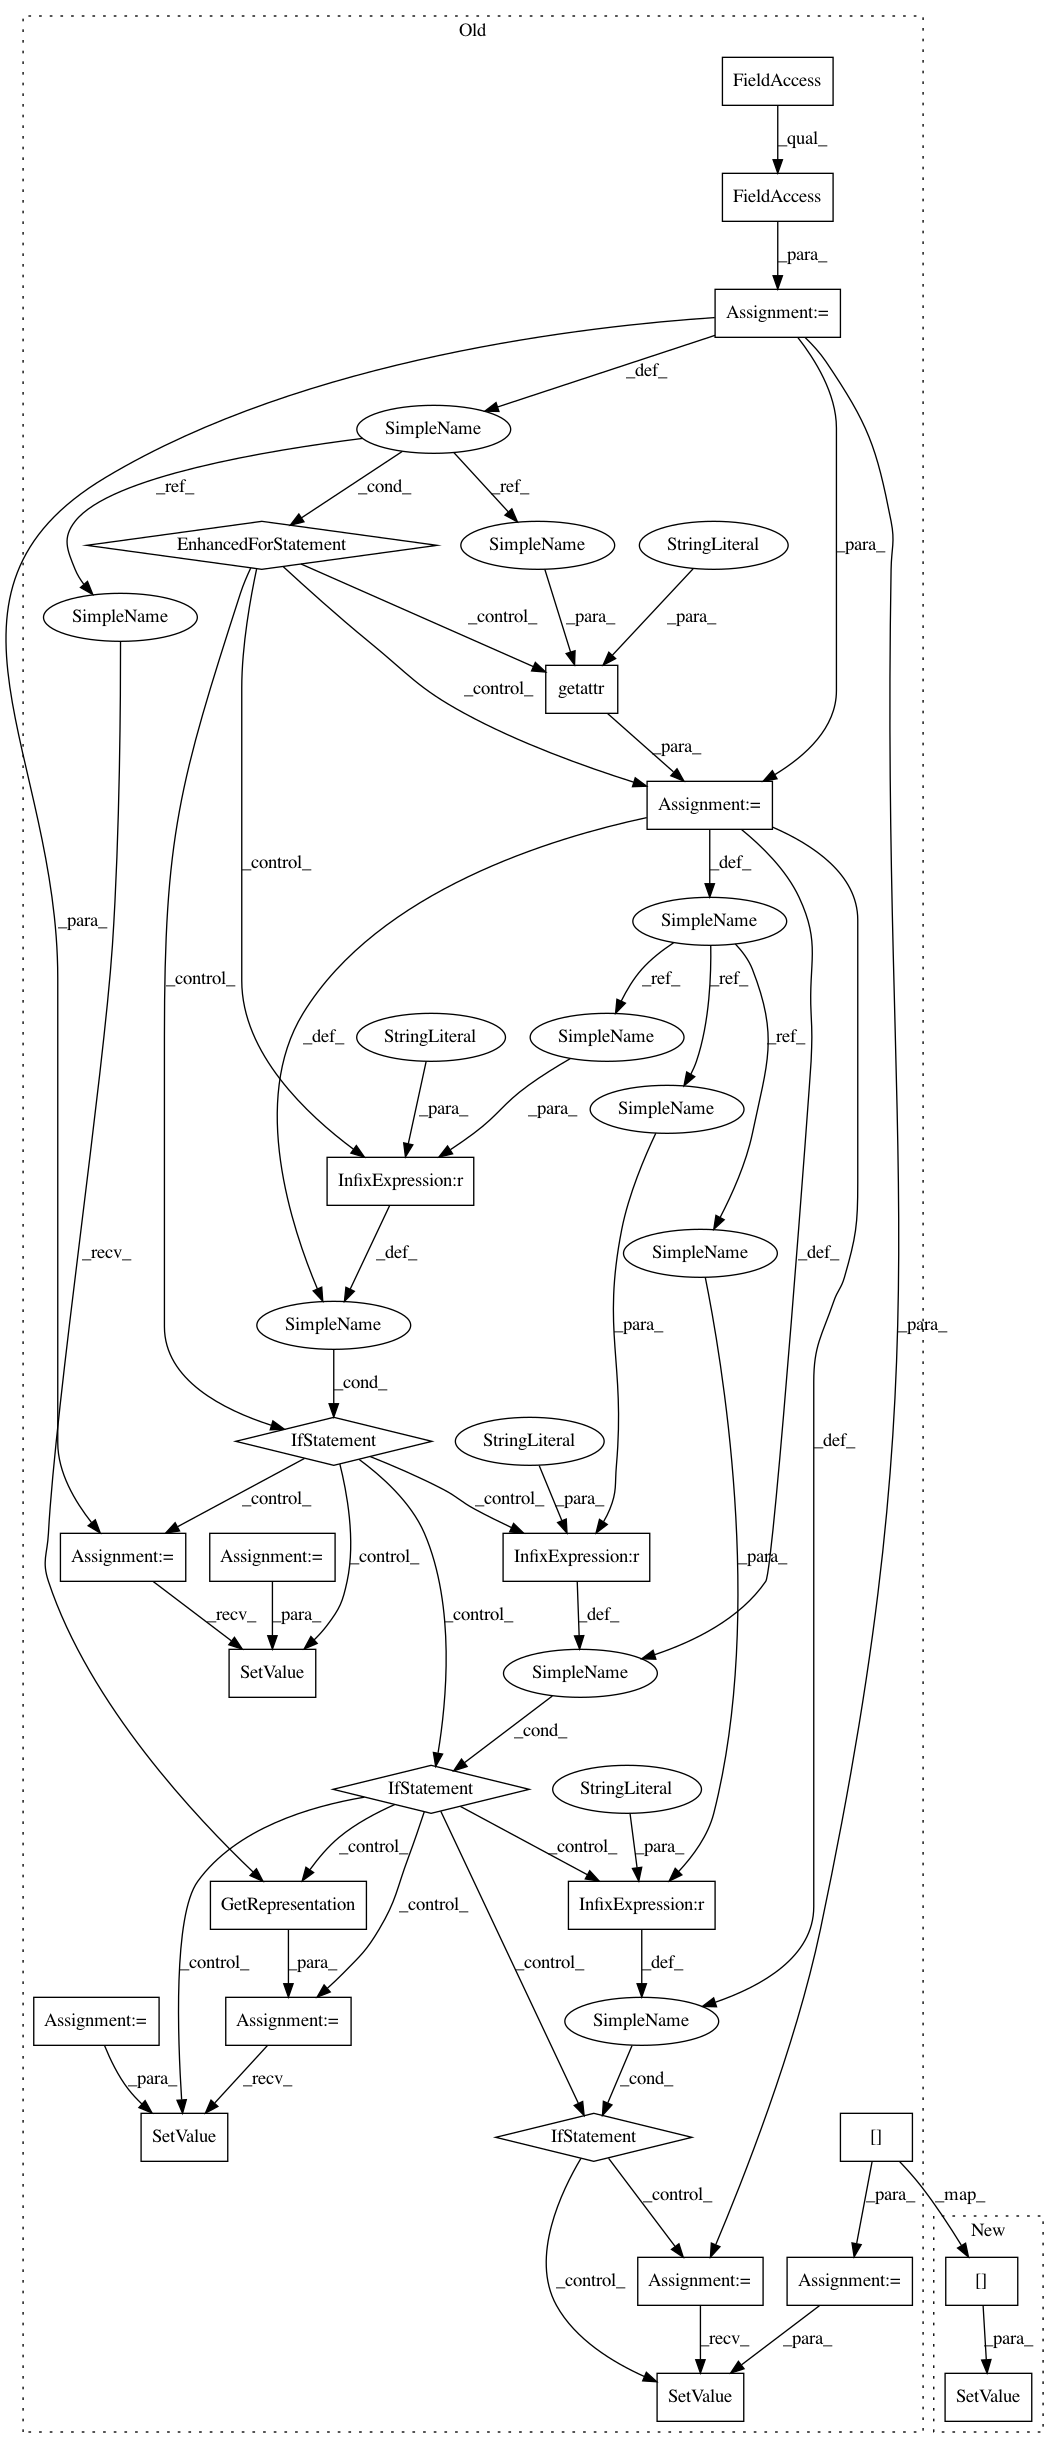 Old
FieldAccess
_qual_
FieldAccess
_para_
Assignment:=
_def_
SimpleName
_ref_
_cond_
_ref_
EnhancedForStatement
SimpleName
StringLiteral
_para_
SimpleName
_control_
_para_
_para_
getattr
_control_
_para_
Assignment:=
_control_
_def_
_para_
SimpleName
_control_
_ref_
_ref_
StringLiteral
SimpleName
_def_
_ref_
_para_
_para_
SimpleName
InfixExpression:r
_recv_
_def_
SimpleName
_def_
SimpleName
_para_
_para_
_cond_
IfStatement
StringLiteral
_def_
_control_
_control_
_para_
Assignment:=
Assignment:=
_control_
InfixExpression:r
_para_
_recv_
_para_
_control_
_def_
SetValue
SimpleName
_cond_
IfStatement
StringLiteral
_control_
_control_
_para_
GetRepresentation
_control_
InfixExpression:r
_control_
_para_
_control_
_def_
Assignment:=
Assignment:=
SimpleName
_para_
_recv_
_cond_
SetValue
IfStatement
[]
_control_
_para_
_map_
New
_control_
Assignment:=
Assignment:=
[]
_recv_
_para_
_para_
SetValue
SetValue